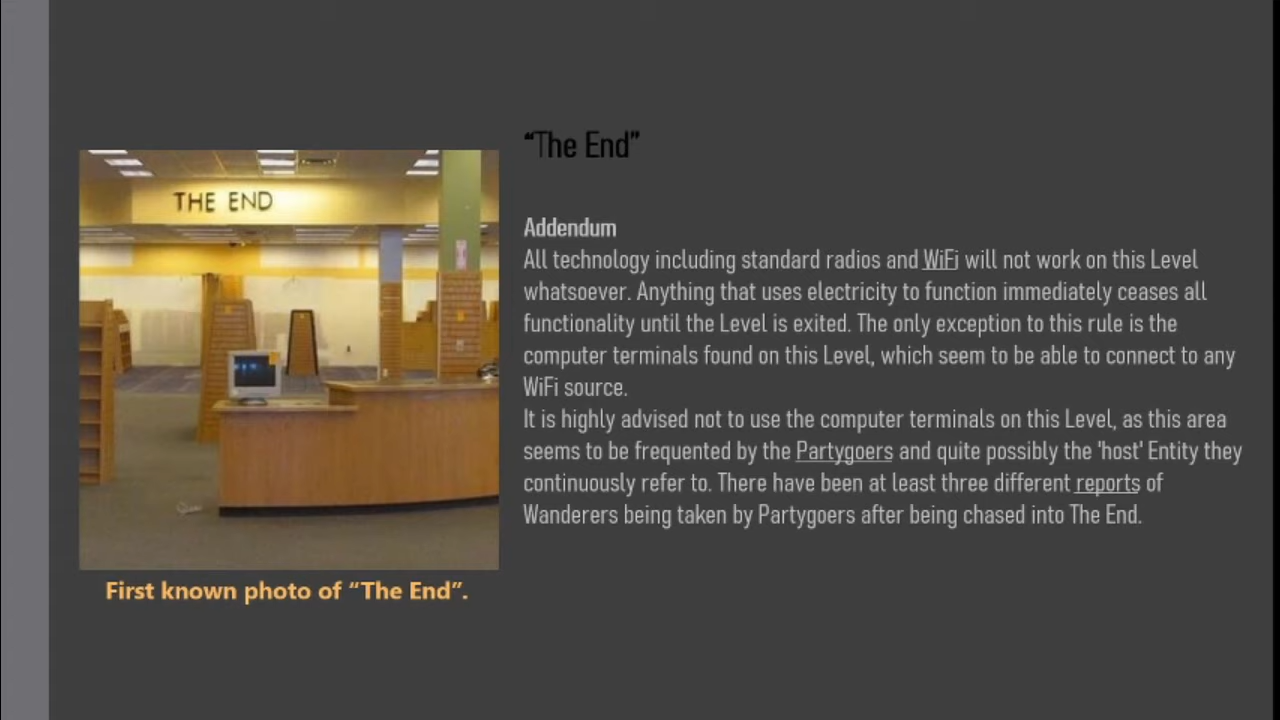 THE END
First known photo of “The End”.
“The End”
Addendum
All technology including standard radios and WiFi will not work on this Level
whatsoever. Anything that uses electricity to function immediately ceases all
functionality until the Level is exited. The only exception to this rule is the
computer terminals found on this Level, which seem to be able to connect to any
WiFi source.
It is highly advised not to use the computer terminals on this Level, as this area
seems to be frequented by the Partygoers and quite possibly the 'host' Entity they
continuously refer to. There have been at least three different reports of
Wanderers being taken by Partygoers after being chased into The End.